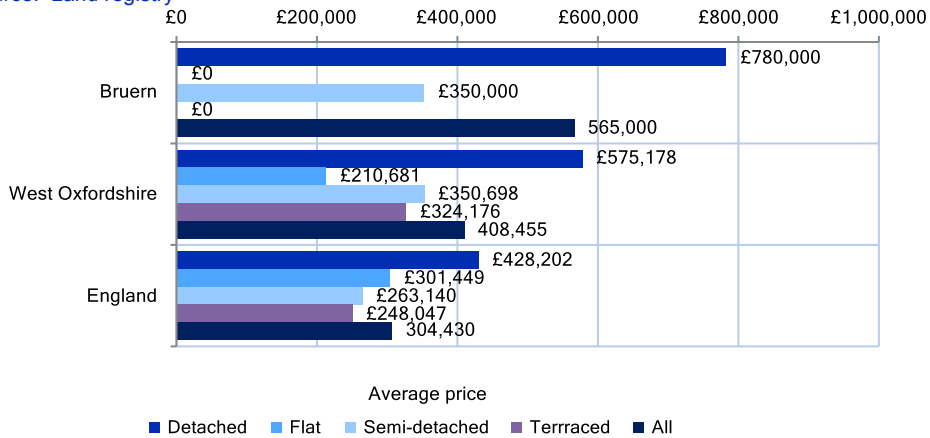 Land registry
£0 £200,000 £400,000 £600,000 £800,000 £1,000,000
Bruern
£780,000
£0
£350,000
£0
565,000
West Oxfordshire
£575,178
£210,681
£350,698
£324,176
408,455
England
£428,202
£301,449
£263,140
£248,047
304,430
Average price
Detached Flat Semi-detached Terrraced All